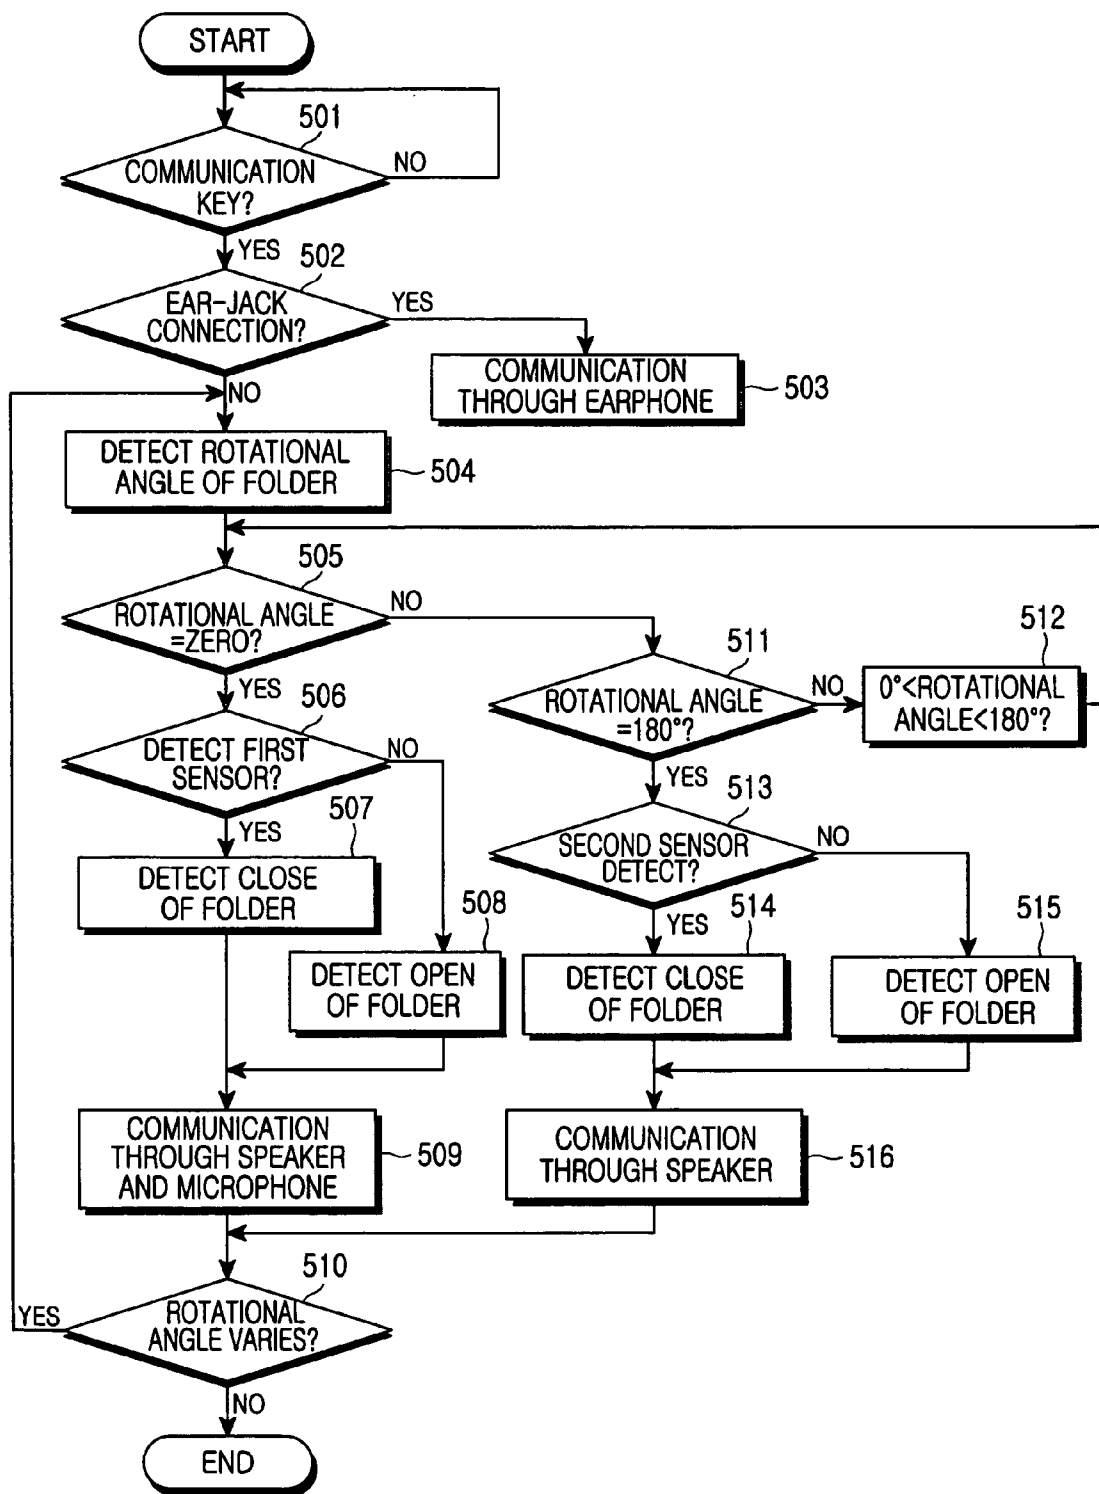 START
501
COMMUNICATION
KEY?
NO
YES
502
EAR-JACK
CONNECTION?
YES
NO
COMMUNICATION
THROUGH EARPHONE
503
DETECT ROTATIONAL
ANGLE OF FOLDER
504
505
ROTATIONAL ANGLE
=ZERO?
NO
YES
511
ROTATIONAL ANGLE
=180°?
NO
YES
512
0°<ROTATIONAL
ANGLE<180°?
506
DETECT FIRST
SENSOR?
NO
YES
507
DETECT CLOSE
OF FOLDER
508
DETECT OPEN
OF FOLDER
513
SECOND SENSOR
DETECT?
NO
YES
514
DETECT CLOSE
OF FOLDER
515
DETECT OPEN
OF FOLDER
COMMUNICATION
THROUGH SPEAKER
AND MICROPHONE
509
COMMUNICATION
THROUGH SPEAKER
516
510
ROTATIONAL
ANGLE VARIES?
YES
NO
END